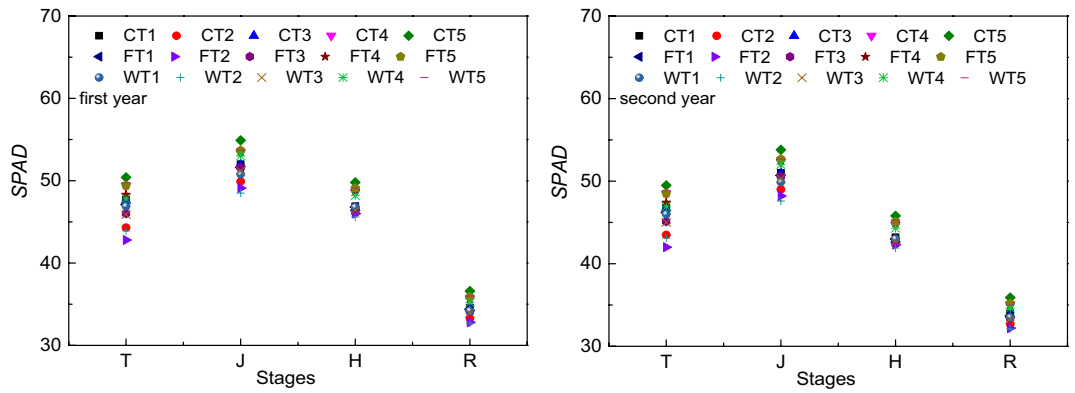 70
CT1 CT2 CT3 CT4 CT5
FT1 FT2 FT3 FT4 FT5
WT1 WT2 WT3 WT4 WT5
first year
60
50
40
30
SPAD
T J H R
Stages
70
CT1 CT2 CT3 CT4 CT5
FT1 FT2 FT3 FT4 FT5
WT1 WT2 WT3 WT4 WT5
second year
60
50
40
30
SPAD
T J H R
Stages